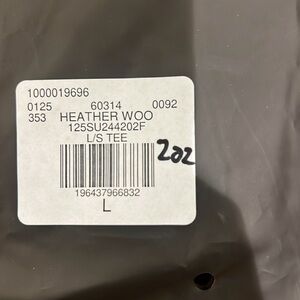 1000019696
0125 60314 0092
353 HEATHER WOO
125SU244202F
L/S TEE
202
196437966832
L